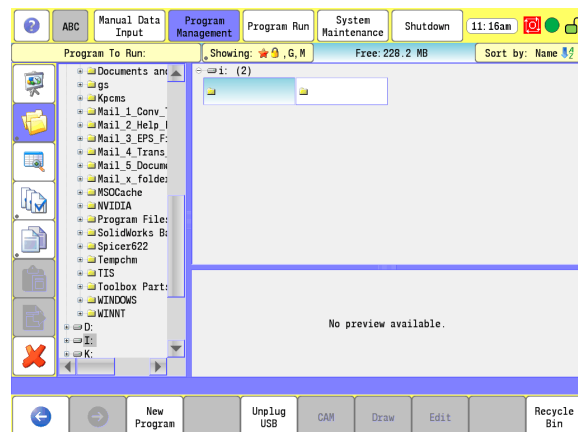 ABC
Manual Data
Input
Program
Management
Program Run
System
Maintenance
Shutdown
11:16am
Program To Run:
Showing: , G, M
Free: 228.2 MB
Sort by: Name
Documents and
gs
Kpcms
Mail_1_Conv_
Mail_2_Help_
Mail_3_EPS_F
Mail_4_Trans_
Mail_5_Docume
Mail_x_folder
MSOCache
NVIDIA
Program Files
SolidWorks Ba
Spicer622
Tempchm
TIS
Toolbox Parts
WINDOWS
WINNT
D:
I:
K:
i: (2)
No preview available.
New
Program
Unplug
USB
CAM
Draw
Edit
Recycle
Bin